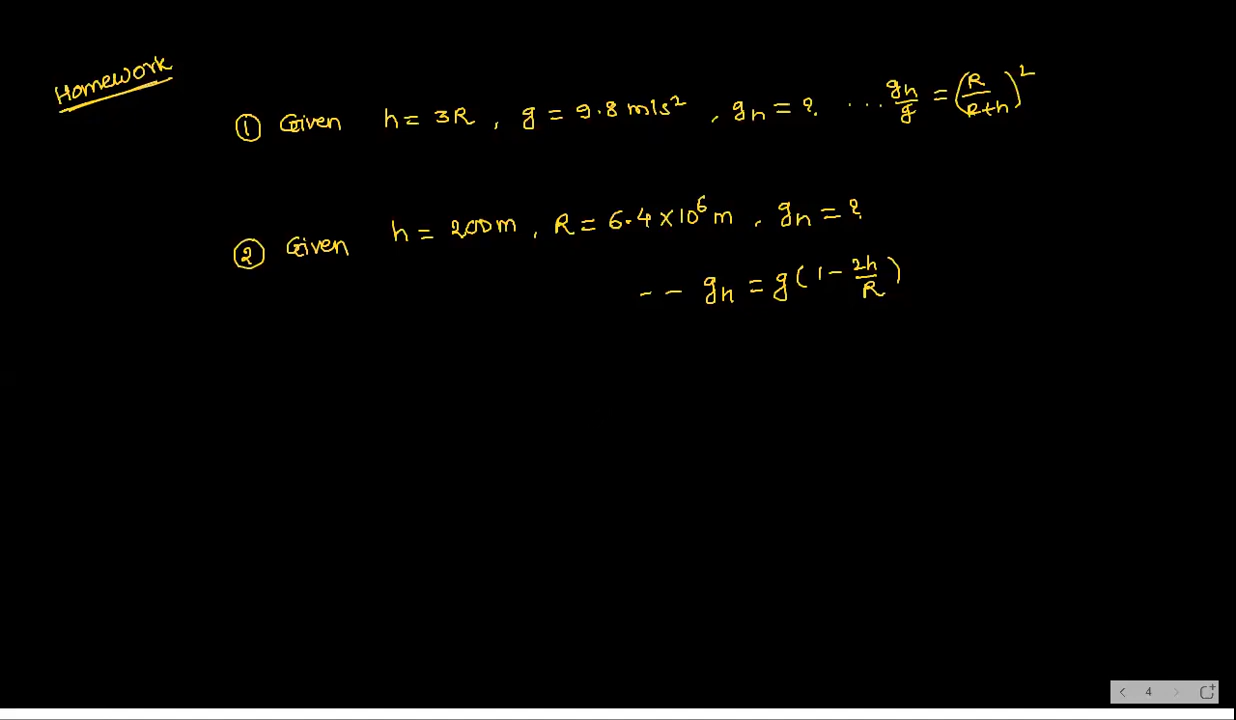 Homework
① Given h = 3R, g = 9.8 m/s², gh = ? ... gh/g = (R/R+h)²
② Given h = 200m, R = 6.4 × 10⁶ m, gh = ?
-- gh = g(1 - 2h/R)
4